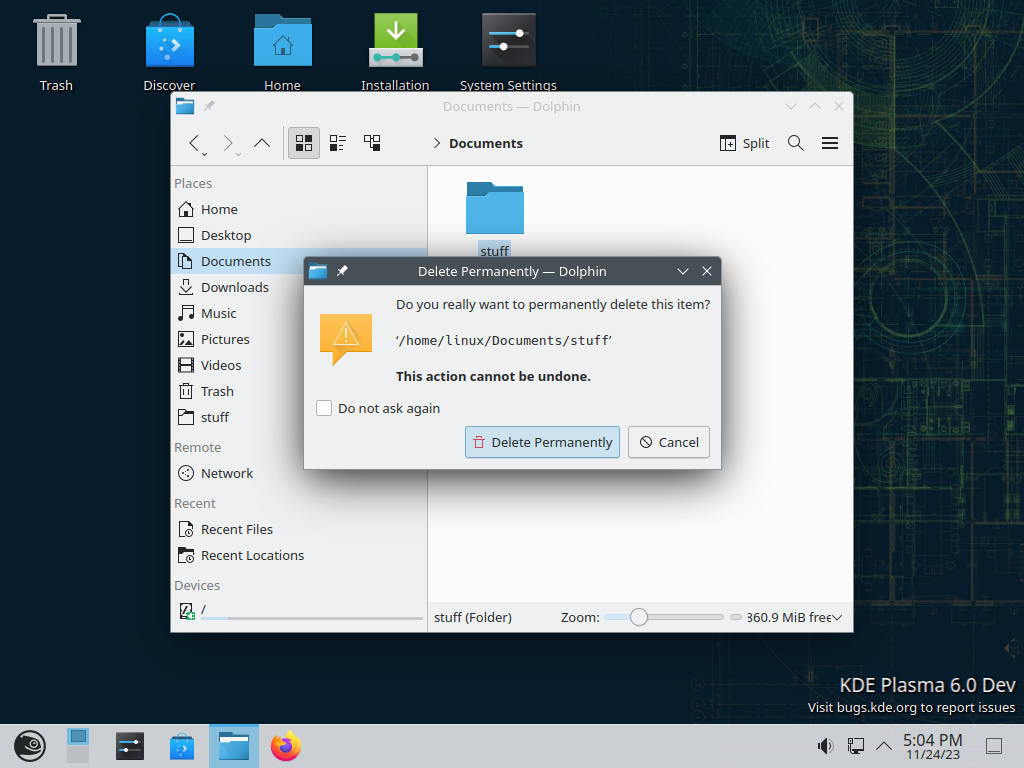 Trash
Discover
Home
Installation
System Settings
Documents — Dolphin
Documents
Split
Places
Home
Desktop
Documents
Downloads
Music
Pictures
Videos
Trash
stuff
Remote
Network
Recent
Recent Files
Recent Locations
Devices
/
stuff
Delete Permanently — Dolphin
Do you really want to permanently delete this item?
‘/home/linux/Documents/stuff’
This action cannot be undone.
Do not ask again
Delete Permanently
Cancel
stuff (Folder)
Zoom:
360.9 MiB free
KDE Plasma 6.0 Dev
Visit bugs.kde.org to report issues
5:04 PM
11/24/23